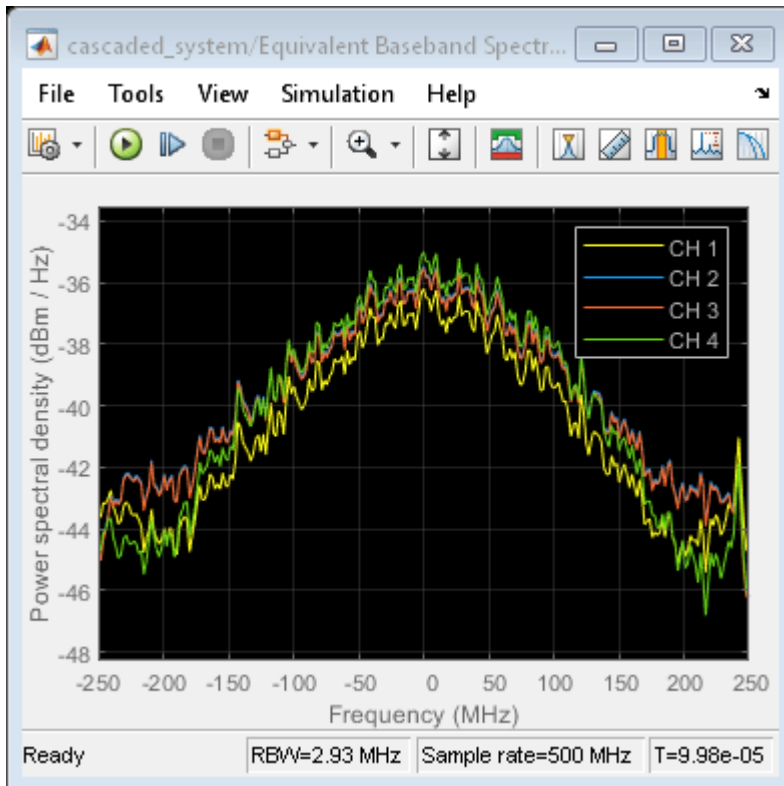 cascaded_system/Equivalent Baseband Spectr...
File Tools View Simulation Help
CH 1
CH 2
CH 3
CH 4
Power spectral density (dBm / Hz)
-34
-36
-38
-40
-42
-44
-46
-48
-250 -200 -150 -100 -50 0 50 100 150 200 250
Frequency (MHz)
Ready RBW=2.93 MHz Sample rate=500 MHz T=9.98e-05